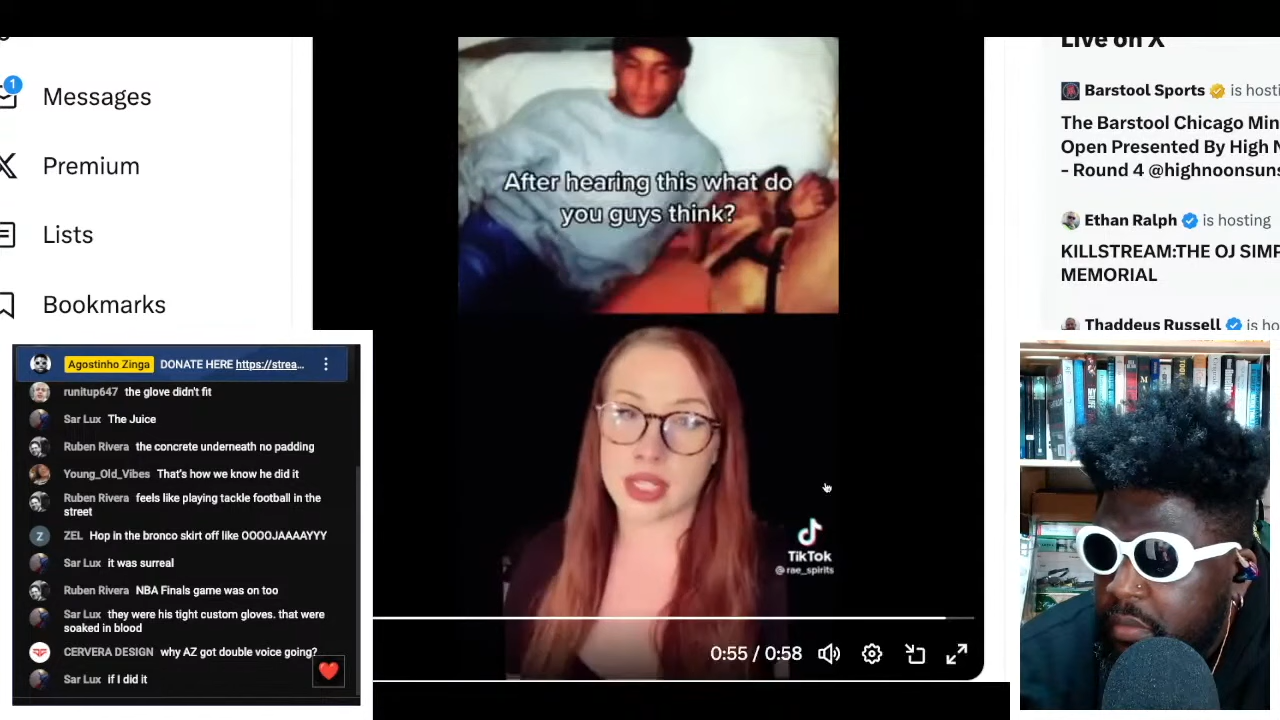 Messages
1
Premium
Lists
Bookmarks
After hearing this what do
you guys think?
TikTok
@rae_spirits
0:55 / 0:58
Live on X
Barstool Sports is hosti
The Barstool Chicago Min
Open Presented By High N
- Round 4 @highnoonsuns
Ethan Ralph is hosting
KILLSTREAM:THE OJ SIMP
MEMORIAL
Thaddeus Russell is ho
Agostinho Zinga DONATE HERE https://strea...
runitup647 the glove didn't fit
Sar Lux The Juice
Ruben Rivera the concrete underneath no padding
Young_Old_Vibes That's how we know he did it
Ruben Rivera feels like playing tackle football in the
street
Z ZEL Hop in the bronco skirt off like OOOOJAAAAYYY
Sar Lux it was surreal
Ruben Rivera NBA Finals game was on too
Sar Lux they were his tight custom gloves. that were
soaked in blood
CERVERA DESIGN why AZ got double voice going?
Sar Lux if I did it